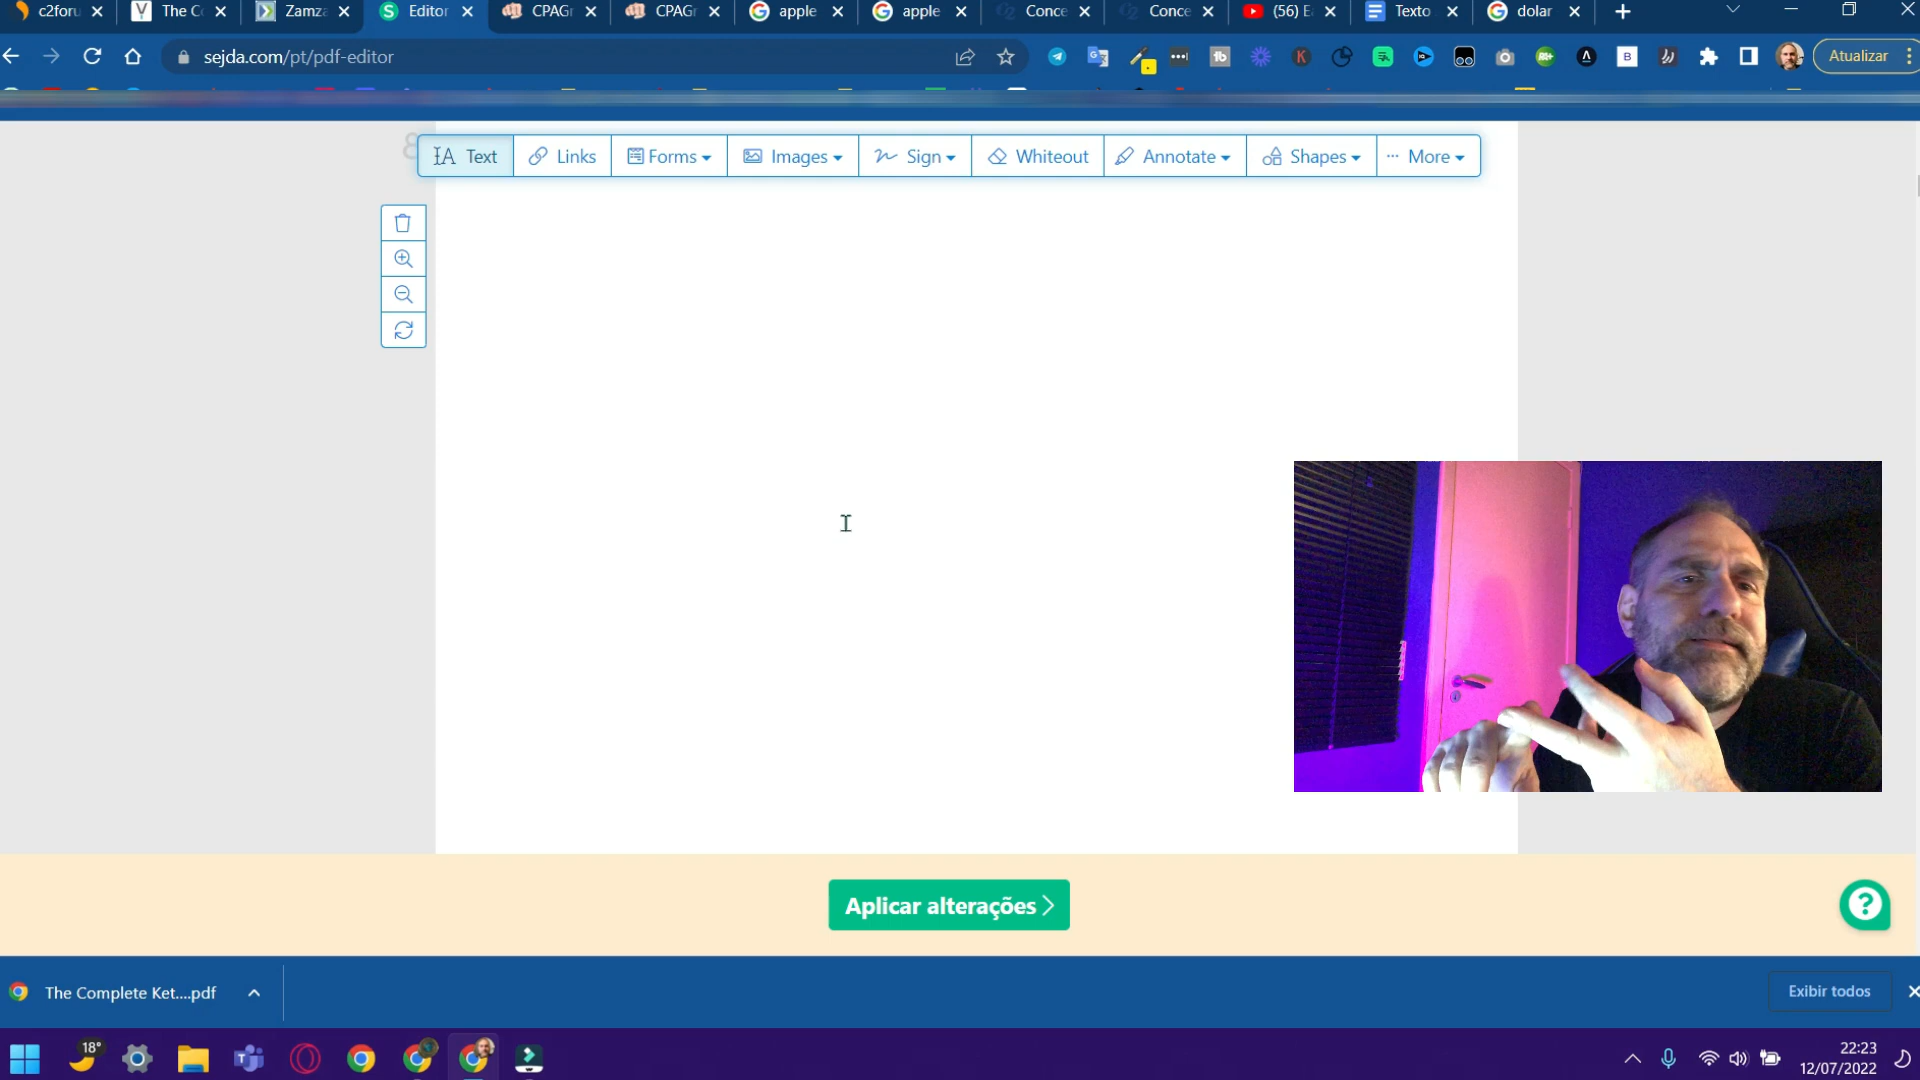 c2foru
The Co
Zamza
Editor
CPAGr
CPAGr
apple
apple
Conce
Conce
(56) E
Texto
dolar
sejda.com/pt/pdf-editor
Atualizar
8
Text
Links
Forms
Images
Sign
Whiteout
Annotate
Shapes
More
Aplicar alterações
The Complete Ket....pdf
Exibir todos
18°
22:23
12/07/2022